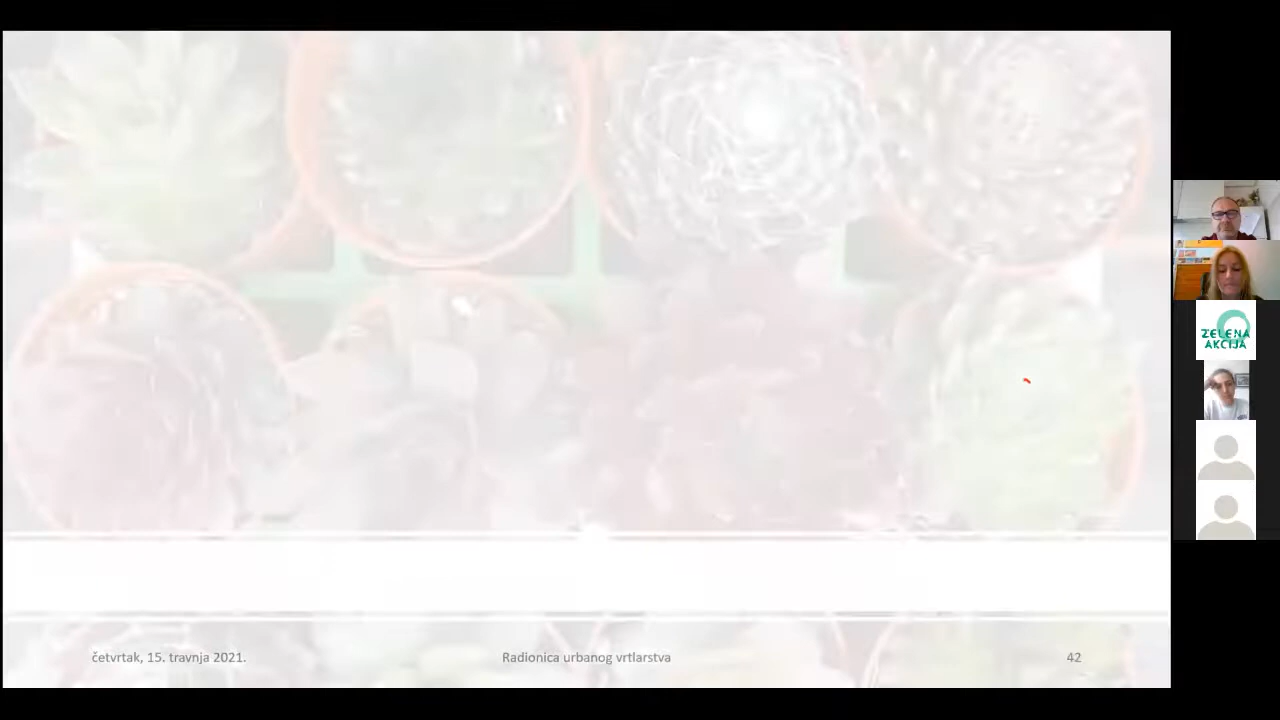 ZELENA
AKCIJA
četvrtak, 15. travnja 2021.
Radionica urbanog vrtlarstva
42